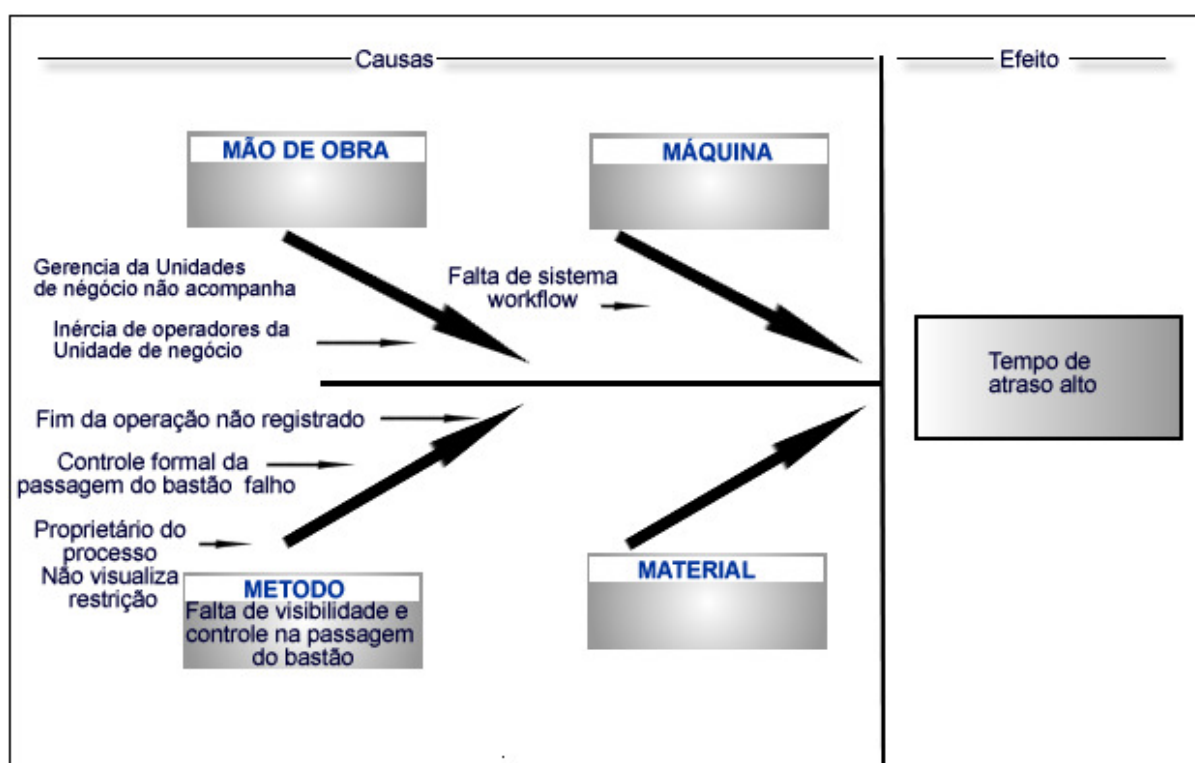 Causas
Efeito
MÃO DE OBRA
MÁQUINA
Gerencia da Unidades
de négócio não acompanha
Falta de sistema
workflow
Inércia de operadores da
Unidade de negócio
Tempo de
atraso alto
Fim da operação não registrado
Controle formal da
passagem do bastão falho
Proprietário do
processo
Não visualiza
restrição
METODO
Falta de visibilidade e
controle na passagem
do bastão
MATERIAL